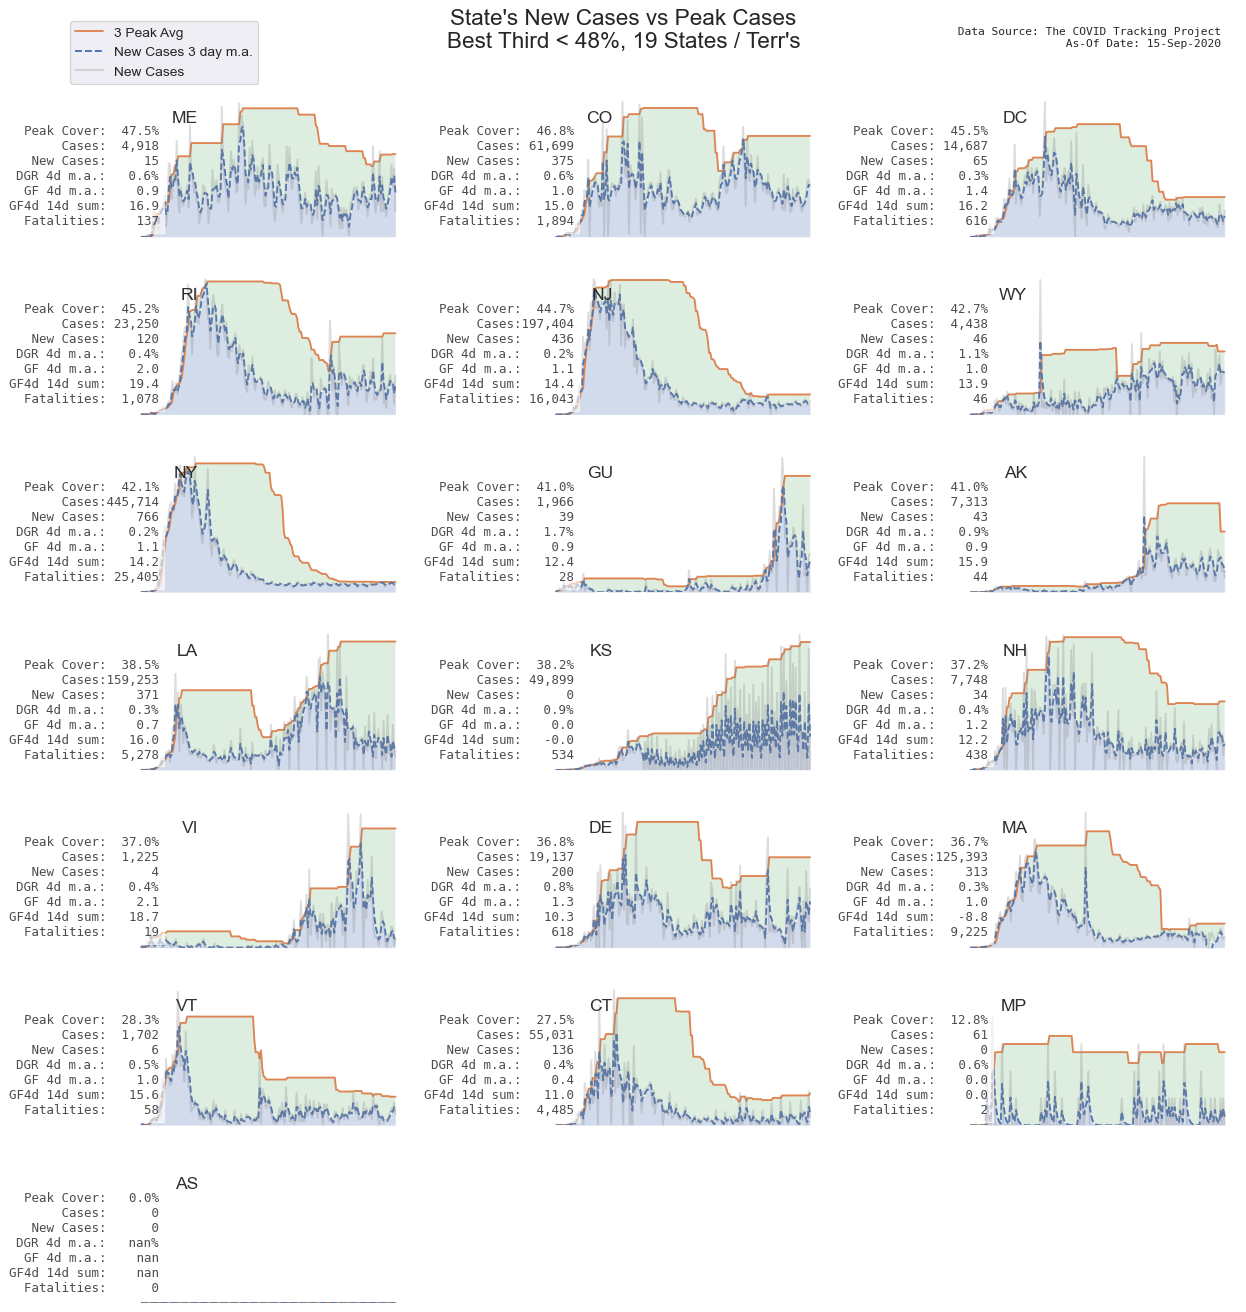 State's New Cases vs Peak Cases
Best Third < 48%, 19 States / Terr's
3 Peak Avg
New Cases 3 day m.a.
New Cases
Data Source: The COVID Tracking Project
As-Of Date: 15-Sep-2020
ME
Peak Cover: 47.5%
Cases: 4,918
New Cases: 15
DGR 4d m.a.: 0.6%
GF 4d m.a.: 0.9
GF4d 14d sum: 16.9
Fatalities: 137
CO
Peak Cover: 46.8%
Cases: 61,699
New Cases: 375
DGR 4d m.a.: 0.6%
GF 4d m.a.: 1.0
GF4d 14d sum: 15.0
Fatalities: 1,894
DC
Peak Cover: 45.5%
Cases: 14,687
New Cases: 65
DGR 4d m.a.: 0.3%
GF 4d m.a.: 1.4
GF4d 14d sum: 16.2
Fatalities: 616
RI
Peak Cover: 45.2%
Cases: 23,250
New Cases: 120
DGR 4d m.a.: 0.4%
GF 4d m.a.: 2.0
GF4d 14d sum: 19.4
Fatalities: 1,078
NJ
Peak Cover: 44.7%
Cases:197,404
New Cases: 436
DGR 4d m.a.: 0.2%
GF 4d m.a.: 1.1
GF4d 14d sum: 14.4
Fatalities: 16,043
WY
Peak Cover: 42.7%
Cases: 4,438
New Cases: 46
DGR 4d m.a.: 1.1%
GF 4d m.a.: 1.0
GF4d 14d sum: 13.9
Fatalities: 46
NY
Peak Cover: 42.1%
Cases:445,714
New Cases: 766
DGR 4d m.a.: 0.2%
GF 4d m.a.: 1.1
GF4d 14d sum: 14.2
Fatalities: 25,405
GU
Peak Cover: 41.0%
Cases: 1,966
New Cases: 39
DGR 4d m.a.: 1.7%
GF 4d m.a.: 0.9
GF4d 14d sum: 12.4
Fatalities: 28
AK
Peak Cover: 41.0%
Cases: 7,313
New Cases: 43
DGR 4d m.a.: 0.9%
GF 4d m.a.: 0.9
GF4d 14d sum: 15.9
Fatalities: 44
LA
Peak Cover: 38.5%
Cases:159,253
New Cases: 371
DGR 4d m.a.: 0.3%
GF 4d m.a.: 0.7
GF4d 14d sum: 16.0
Fatalities: 5,278
KS
Peak Cover: 38.2%
Cases: 49,899
New Cases: 0
DGR 4d m.a.: 0.9%
GF 4d m.a.: 0.0
GF4d 14d sum: -0.0
Fatalities: 534
NH
Peak Cover: 37.2%
Cases: 7,748
New Cases: 34
DGR 4d m.a.: 0.4%
GF 4d m.a.: 1.2
GF4d 14d sum: 12.2
Fatalities: 438
VI
Peak Cover: 37.0%
Cases: 1,225
New Cases: 4
DGR 4d m.a.: 0.4%
GF 4d m.a.: 2.1
GF4d 14d sum: 18.7
Fatalities: 19
DE
Peak Cover: 36.8%
Cases: 19,137
New Cases: 200
DGR 4d m.a.: 0.8%
GF 4d m.a.: 1.3
GF4d 14d sum: 10.3
Fatalities: 618
MA
Peak Cover: 36.7%
Cases:125,393
New Cases: 313
DGR 4d m.a.: 0.3%
GF 4d m.a.: 1.0
GF4d 14d sum: -8.8
Fatalities: 9,225
VT
Peak Cover: 28.3%
Cases: 1,702
New Cases: 6
DGR 4d m.a.: 0.5%
GF 4d m.a.: 1.0
GF4d 14d sum: 15.6
Fatalities: 58
CT
Peak Cover: 27.5%
Cases: 55,031
New Cases: 136
DGR 4d m.a.: 0.4%
GF 4d m.a.: 0.4
GF4d 14d sum: 11.0
Fatalities: 4,485
MP
Peak Cover: 12.8%
Cases: 61
New Cases: 0
DGR 4d m.a.: 0.6%
GF 4d m.a.: 0.0
GF4d 14d sum: 0.0
Fatalities: 2
AS
Peak Cover: 0.0%
Cases: 0
New Cases: 0
DGR 4d m.a.: nan%
GF 4d m.a.: nan
GF4d 14d sum: nan
Fatalities: 0